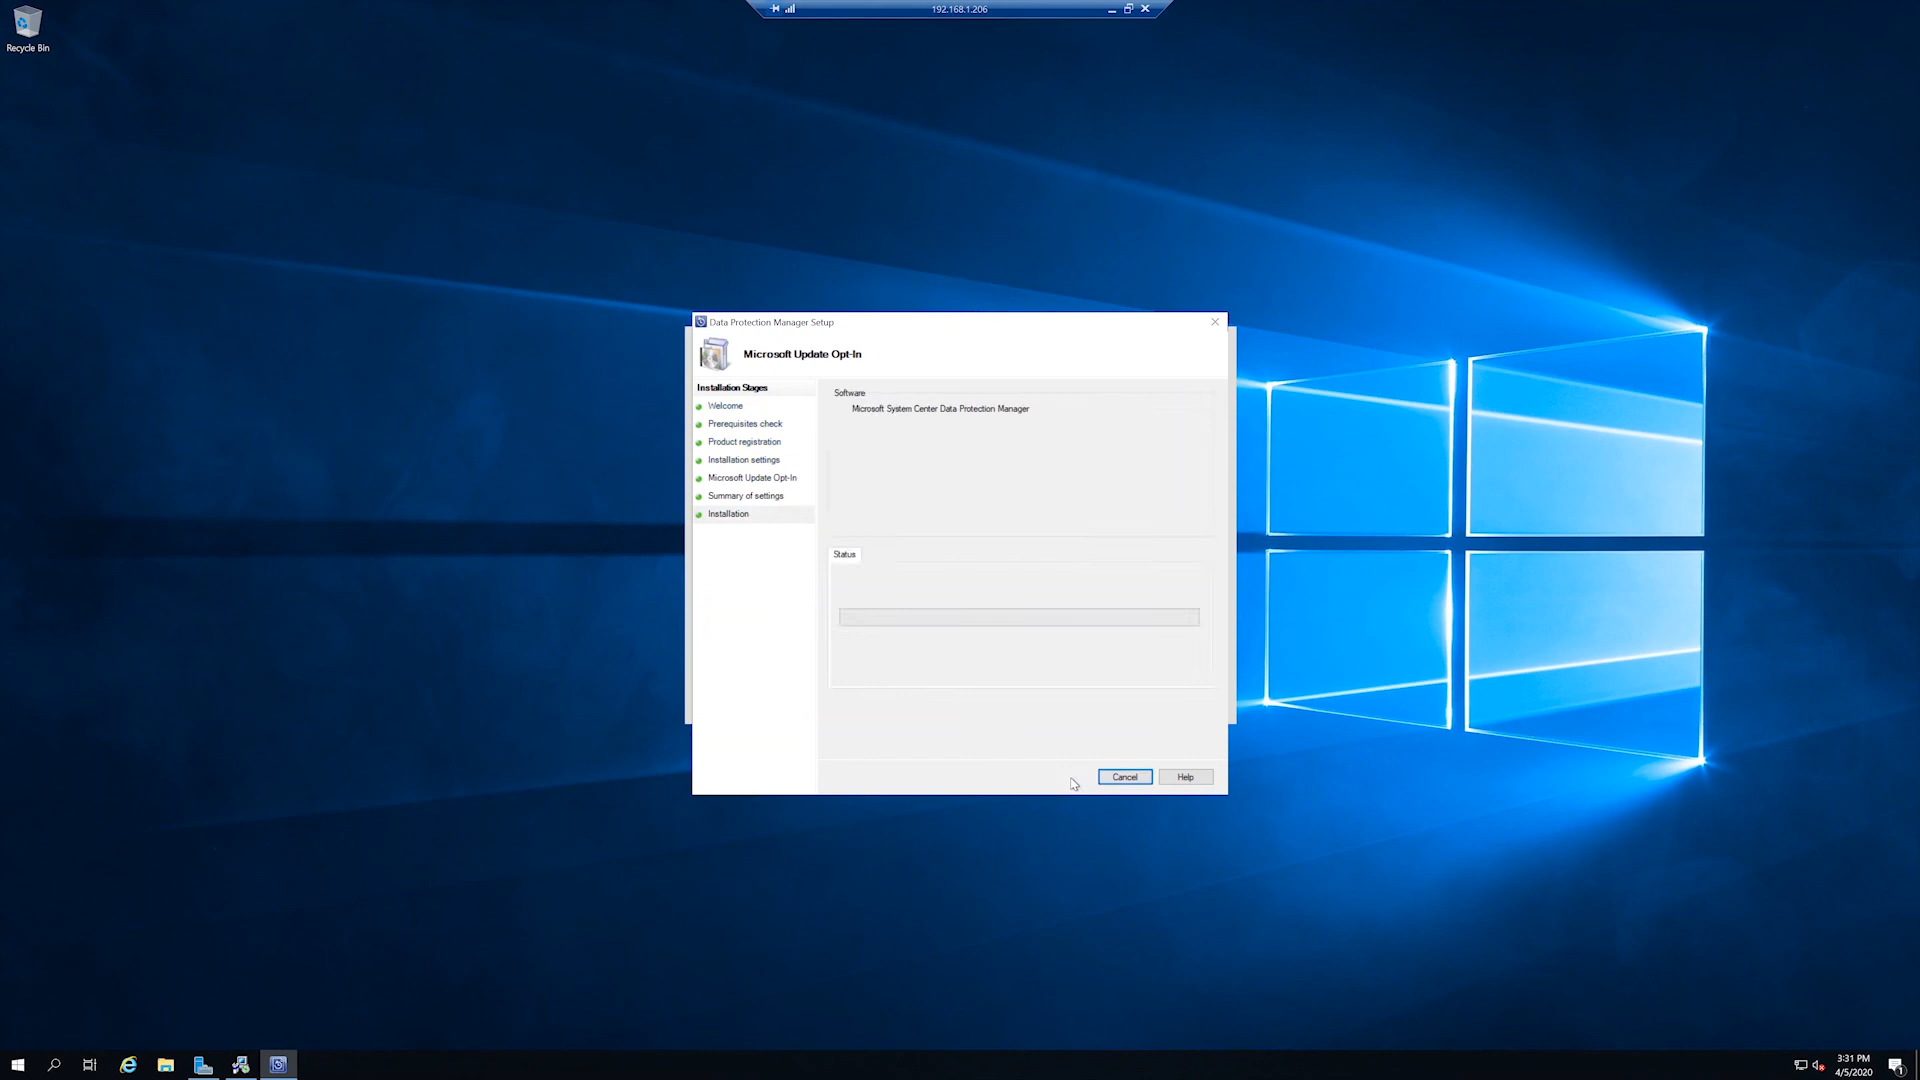 192.168.1.206
Recycle Bin
Data Protection Manager Setup
Microsoft Update Opt-In
Installation Stages
Welcome
Prerequisites check
Product registration
Installation settings
Microsoft Update Opt-In
Summary of settings
Installation
Software
Microsoft System Center Data Protection Manager
Status
Cancel
Help
3:31 PM
4/5/2020
1